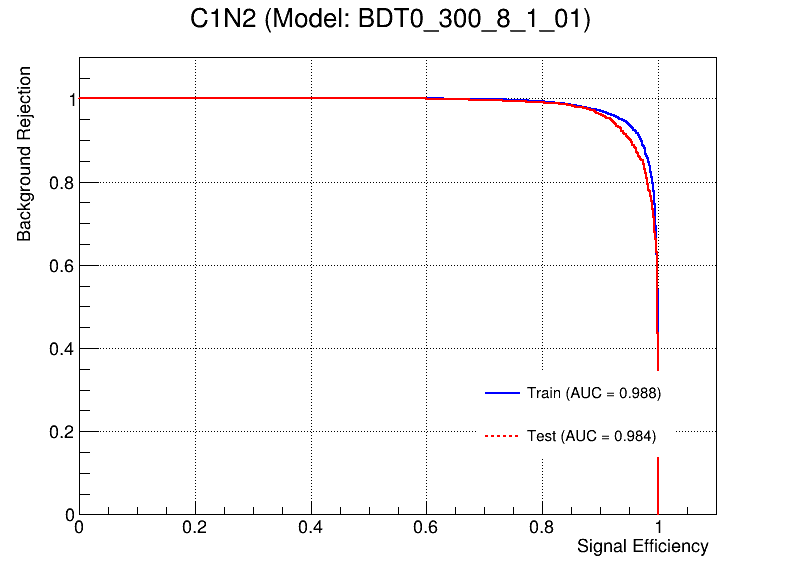 C1N2 (Model: BDT0_300_8_1_01)
Background Rejection
1
0.8
0.6
0.4
0.2
0
Train (AUC = 0.988)
Test (AUC = 0.984)
0 0.2 0.4 0.6 0.8 1
Signal Efficiency